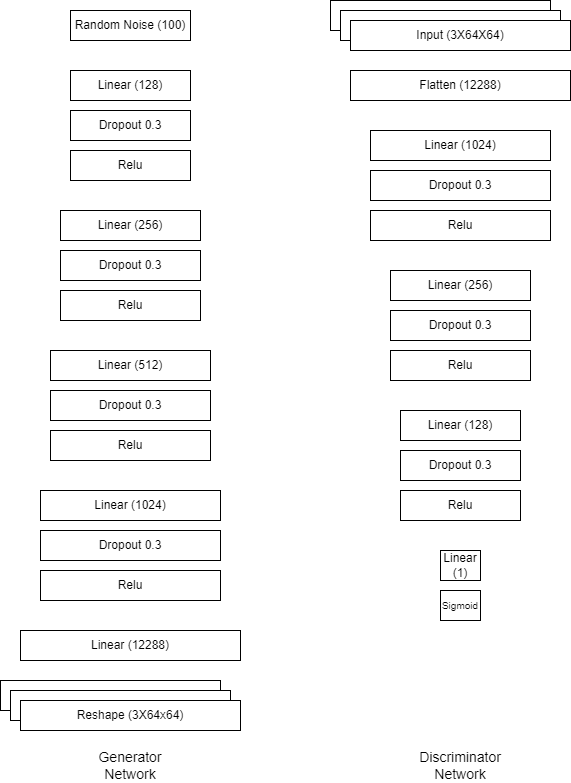 Random Noise (100)
Linear (128)
Dropout 0.3
Relu
Linear (256)
Dropout 0.3
Relu
Linear (512)
Dropout 0.3
Relu
Linear (1024)
Dropout 0.3
Relu
Linear (12288)
Reshape (3X64x64)
Generator
Network
Input (3X64X64)
Flatten (12288)
Linear (1024)
Dropout 0.3
Relu
Linear (256)
Dropout 0.3
Relu
Linear (128)
Dropout 0.3
Relu
Linear
(1)
Sigmoid
Discriminator
Network